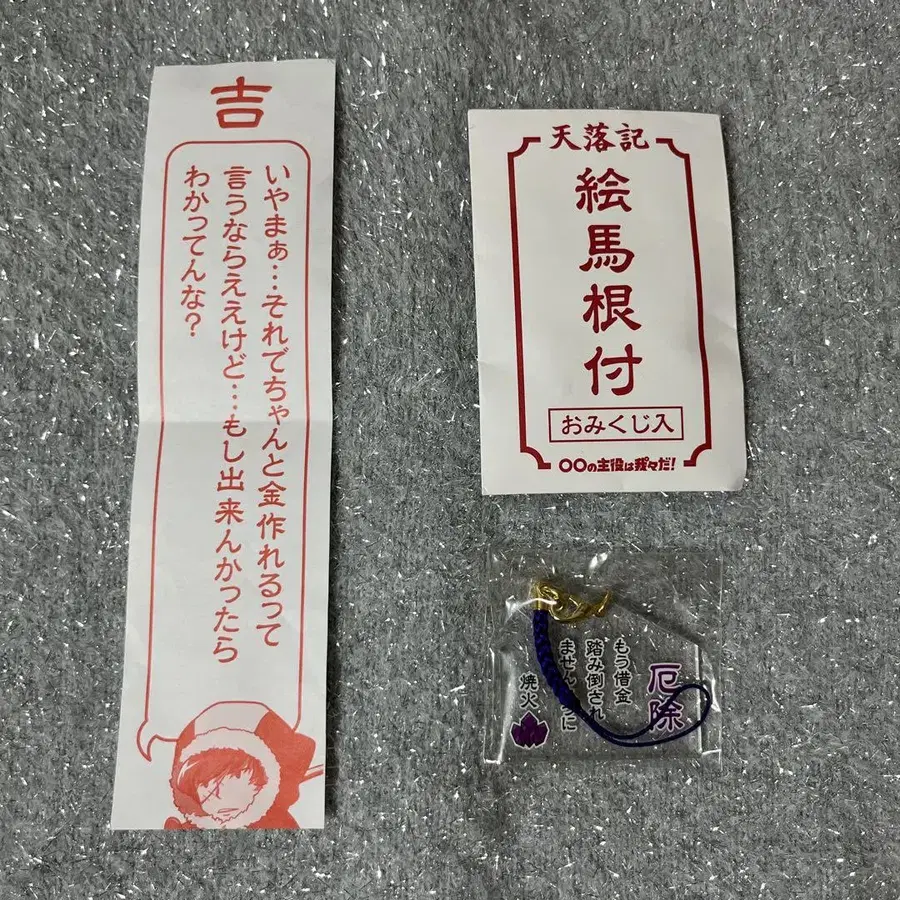 吉
いやまぁ…それでちゃんと金作れるって
言うならええけど…もし出来んかったら
わかってんな？
天落記
絵馬根付
おみくじ入
〇〇の主役は我々だ！
厄除
もう借金
踏み倒され
ません に
焼火